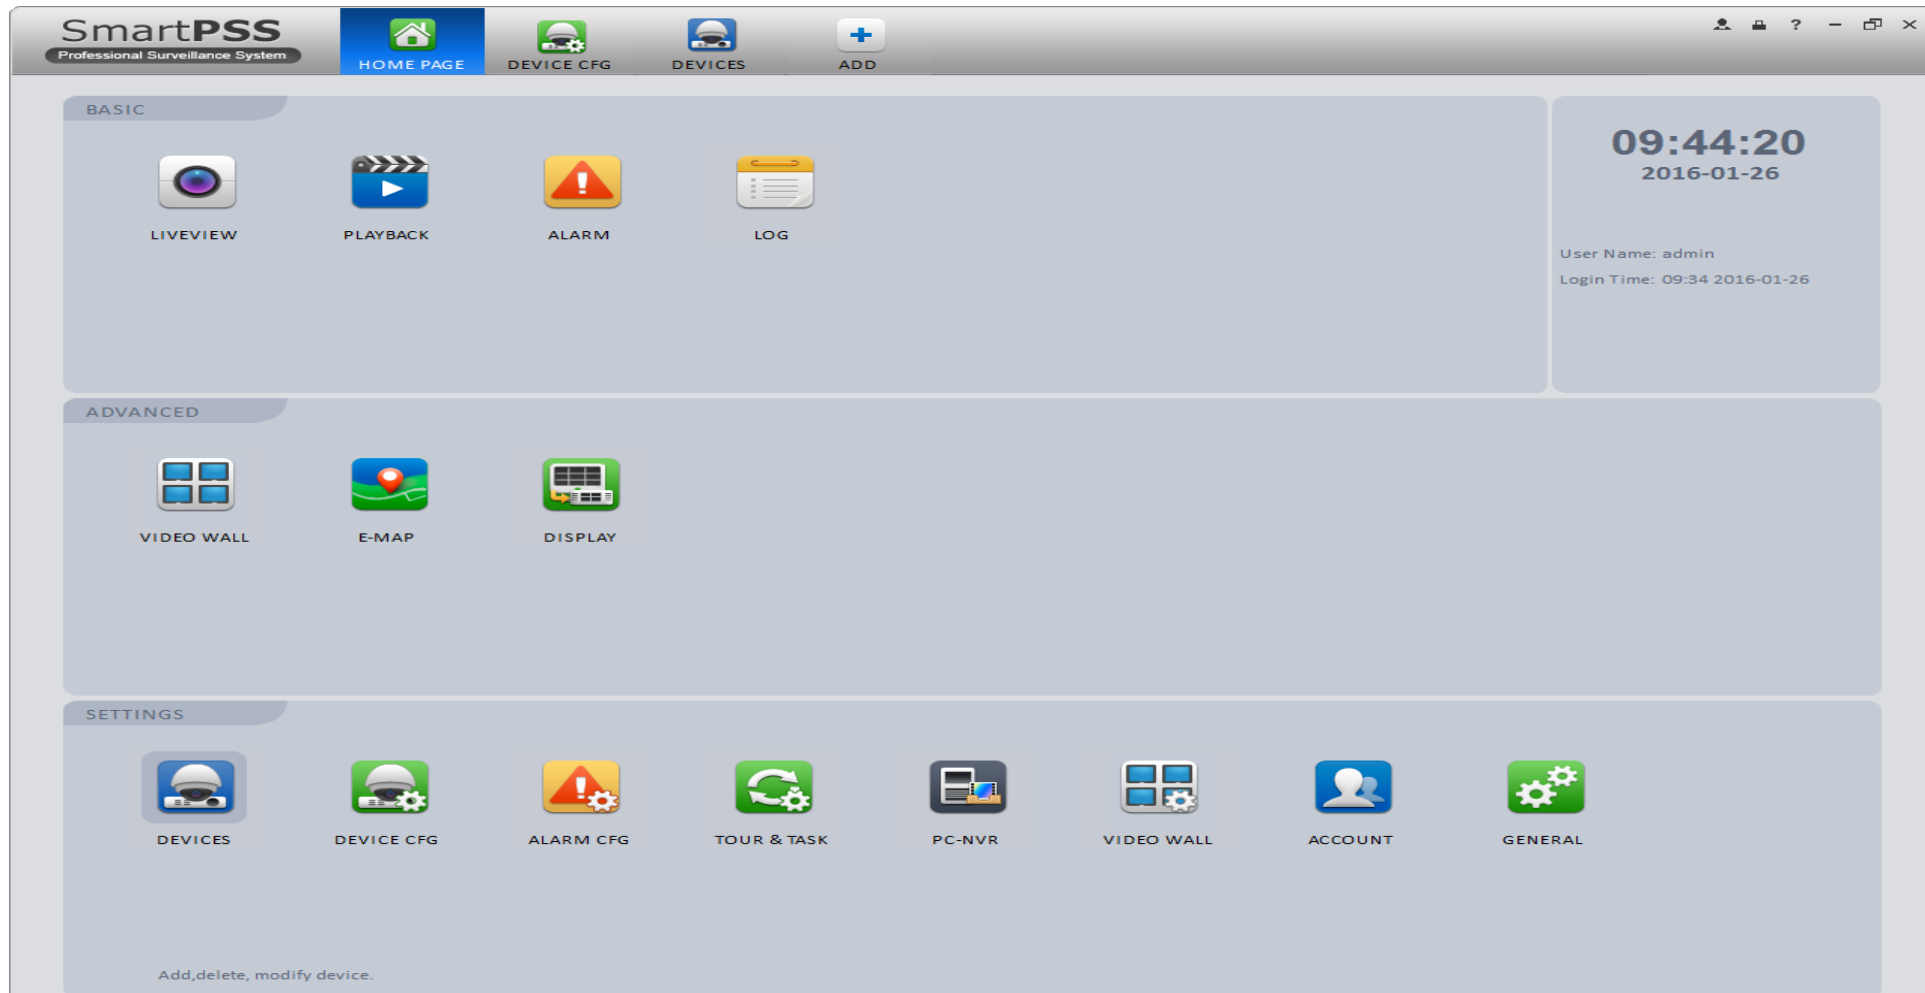 SmartPSS
Professional Surveillance System
HOME PAGE
DEVICE CFG
DEVICES
ADD
?
BASIC
LIVEVIEW
PLAYBACK
ALARM
LOG
09:44:20
2016-01-26
User Name: admin
Login Time: 09:34 2016-01-26
ADVANCED
VIDEO WALL
E-MAP
DISPLAY
SETTINGS
DEVICES
DEVICE CFG
ALARM CFG
TOUR & TASK
PC-NVR
VIDEO WALL
ACCOUNT
GENERAL
Add,delete, modify device.